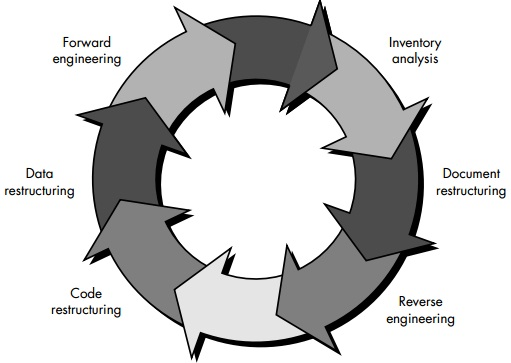 Forward
engineering
Inventory
analysis
Data
restructuring
Document
restructuring
Code
restructuring
Reverse
engineering